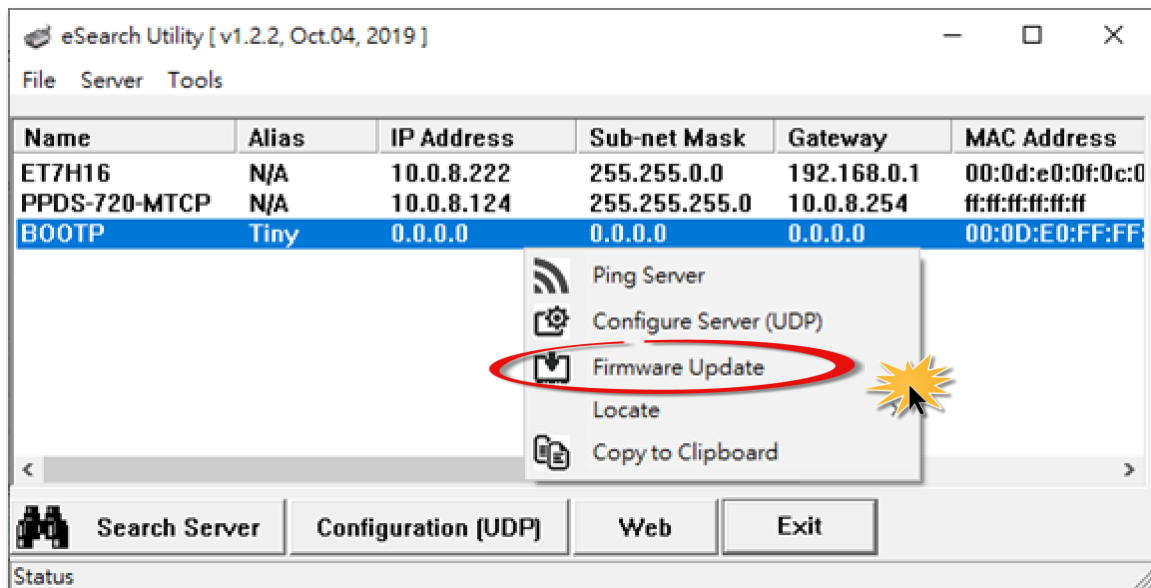 eSearch Utility [ v1.2.2, Oct.04, 2019 ]
File Server Tools
Name Alias IP Address Sub-net Mask Gateway MAC Address
ET7H16 N/A 10.0.8.222 255.255.0.0 192.168.0.1 00:0d:e0:0f:0c:0
PPDS-720-MTCP N/A 10.0.8.124 255.255.255.0 10.0.8.254 ff:ff:ff:ff:ff:ff
BOOTP Tiny 0.0.0.0 0.0.0.0 0.0.0.0 00:0D:E0:FF:FF:
Ping Server
Configure Server (UDP)
Firmware Update
Locate
Copy to Clipboard
Search Server Configuration (UDP) Web Exit
Status